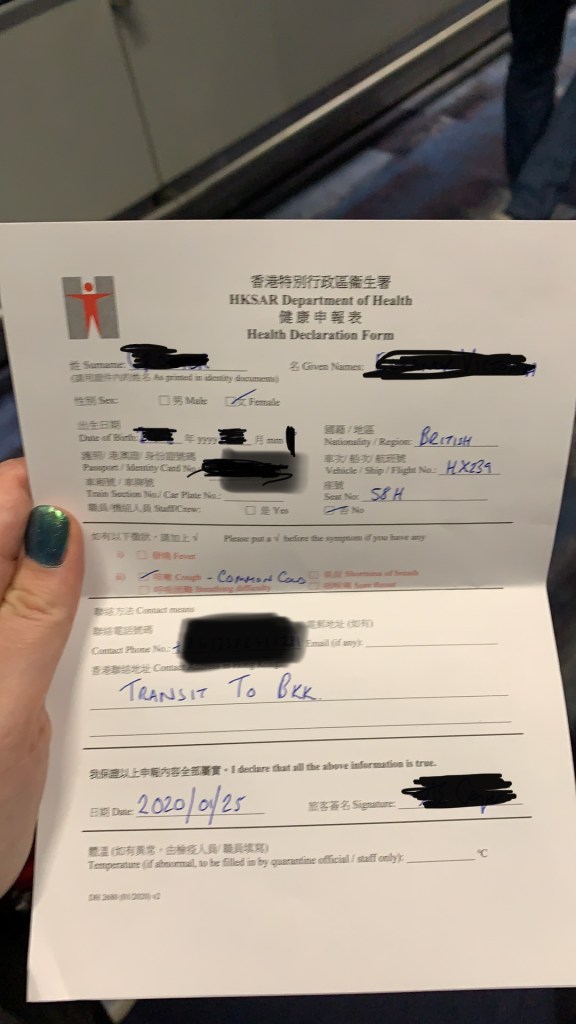 香港特別行政區衞生署
HKSAR Department of Health
健康申報表
Health Declaration Form
姓 Surname: 名 Given Names:
(請用證件內的姓名 As printed in identity documents)
性別 Sex: 男 Male 女 Female
出生日期 國籍/地區
Date of Birth: 年 yyyy 月 mm Nationality / Region: BRITISH
護照/港澳證/身份證號碼 車次/船次/航班號
Passport / Identity Card No. Vehicle / Ship / Flight No.: HX239
車廂號/車牌號 座號
Train Section No./ Car Plate No.: Seat No: 58H
職員/機組人員 Staff/Crew: 是 Yes 否 No
如有以下徵狀,請加上√ Please put a √ before the symptom if you have any
i) 發燒 Fever
ii) 咳嗽 Cough - COMMON COLD 氣促 Shortness of breath
呼吸困難 Breathing difficulty 咽喉痛 Sore throat
聯絡方法 Contact means
聯絡電話號碼 電郵地址 (如有)
Contact Phone No.: Email (if any):
香港聯絡地址 Contact
TRANSIT TO BKK.
我保證以上申報內容全部屬實。I declare that all the above information is true.
日期 Date: 2020/01/25 旅客簽名 Signature:
體溫 (如有異常,由檢疫人員/職員填寫)
Temperature (if abnormal, to be filled in by quarantine official / staff only): °C
DH 2680 (01/2020) v2